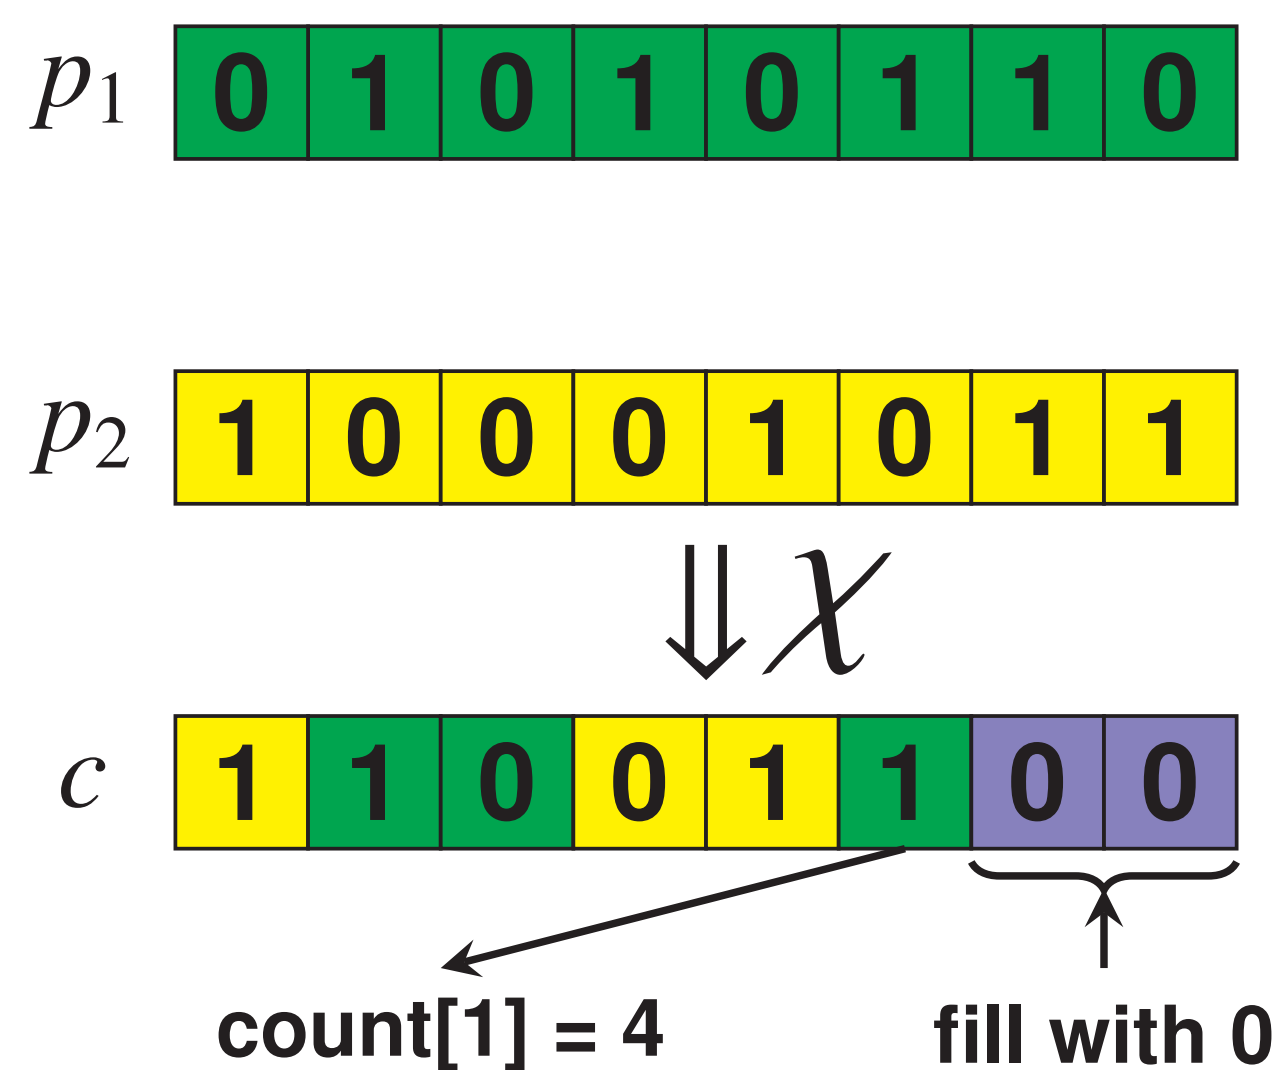 p₁ 0 1 0 1 0 1 1 0
p₂ 1 0 0 0 1 0 1 1
⇓ χ
c 1 1 0 0 1 1 0 0
count[1] = 4 fill with 0